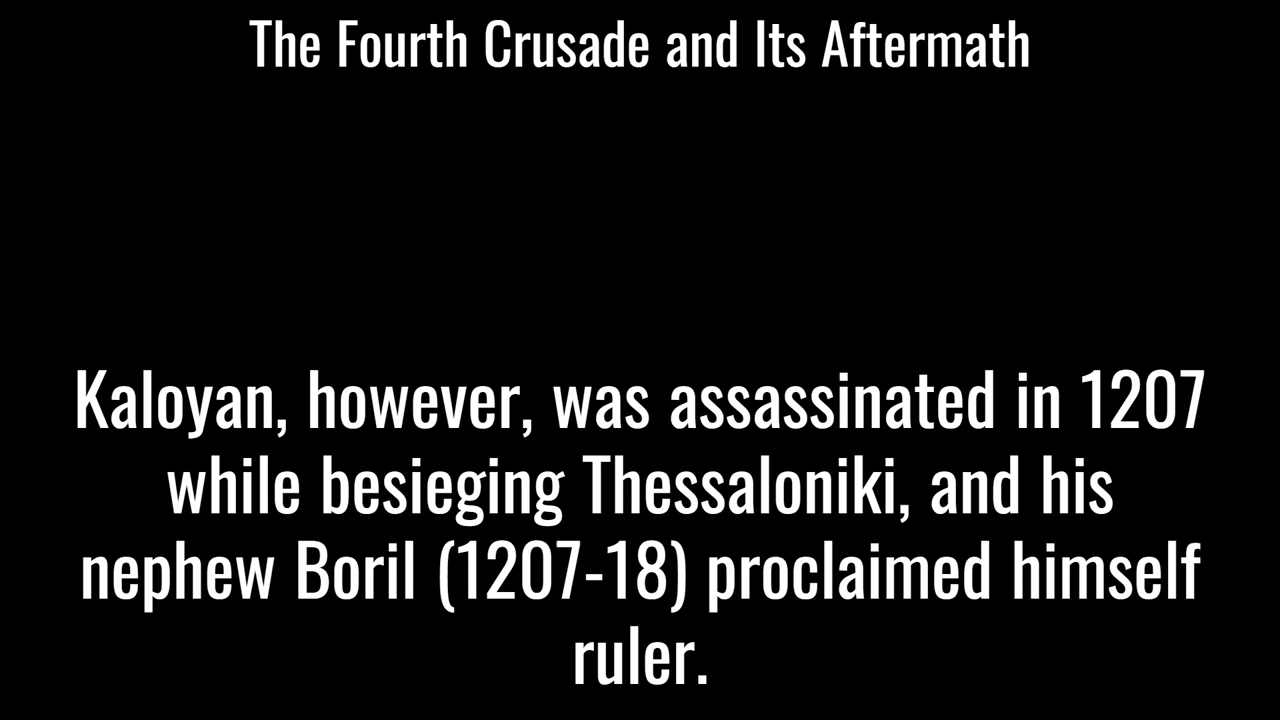 The Fourth Crusade and Its Aftermath
Kaloyan, however, was assassinated in 1207
while besieging Thessaloniki, and his
nephew Boril (1207-18) proclaimed himself
ruler.